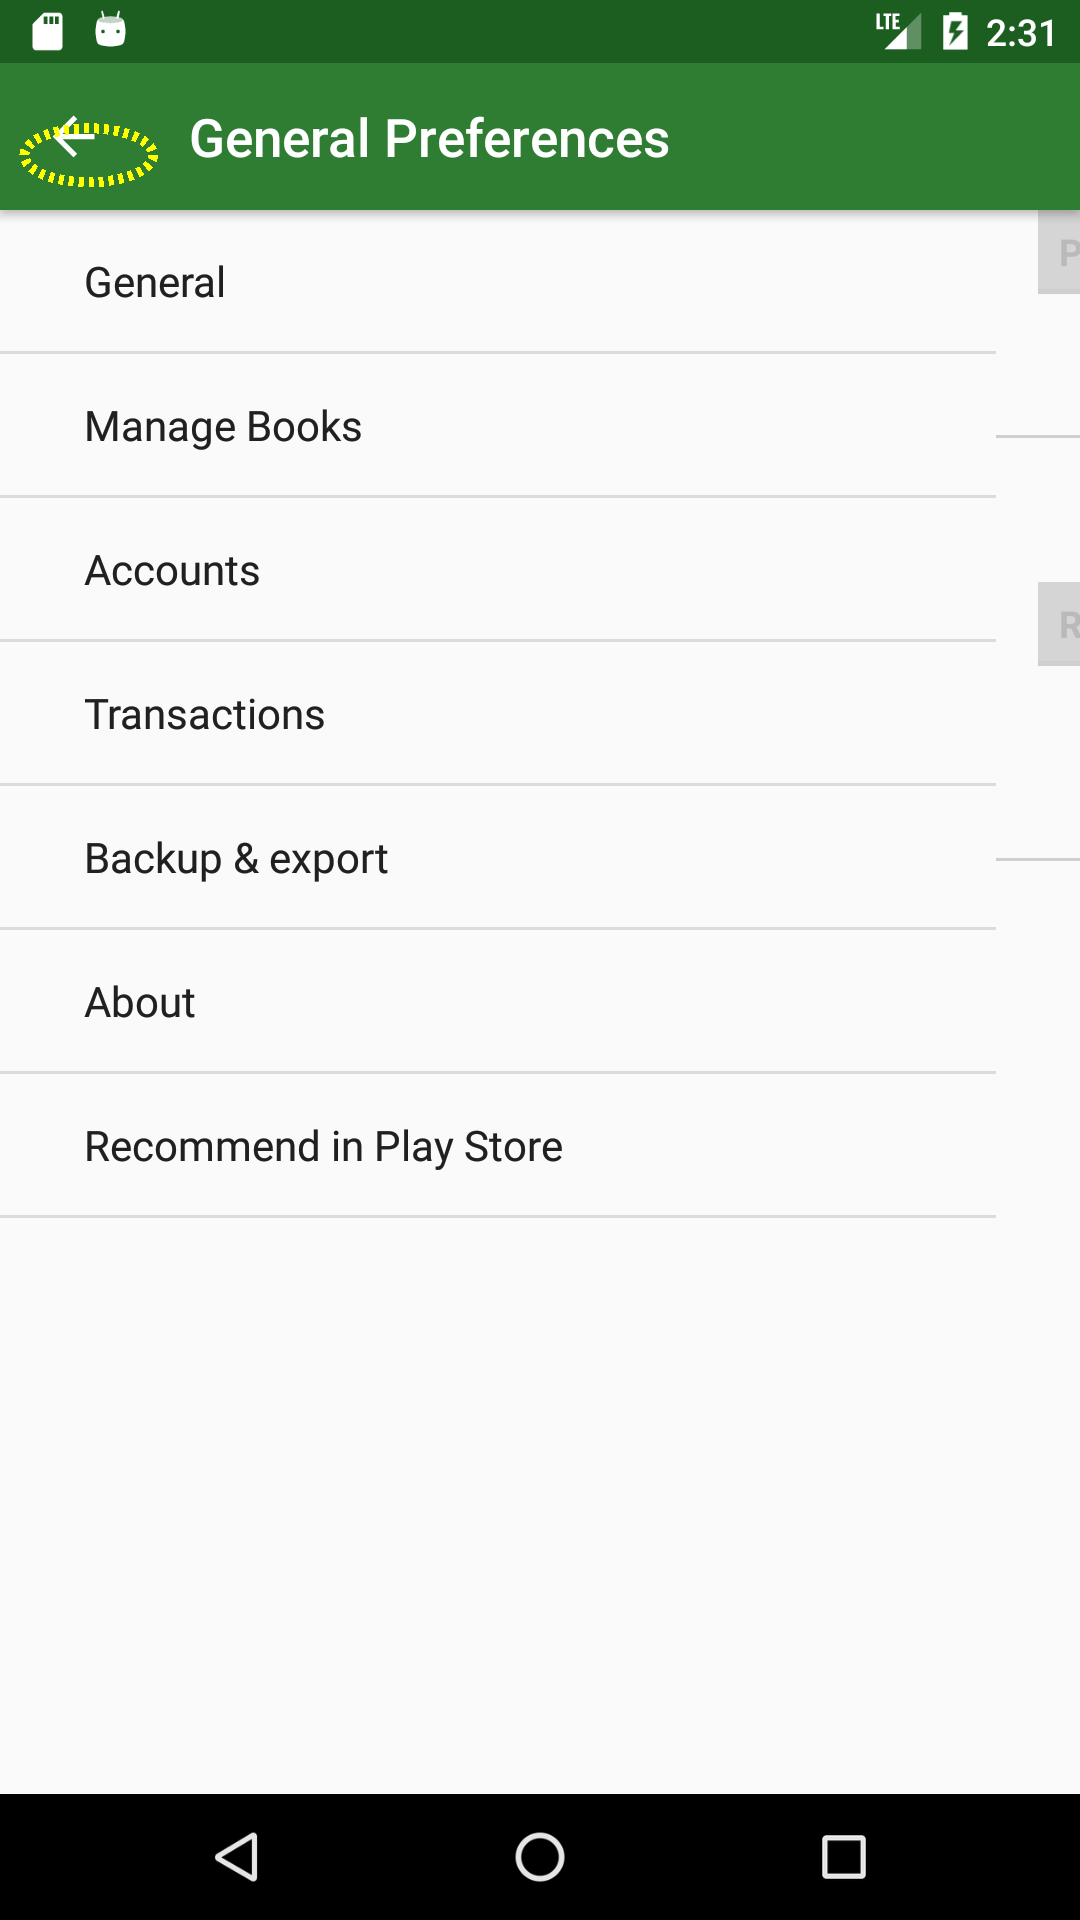 LTE 2:31
General Preferences
General
P
Manage Books
Accounts
R
Transactions
Backup & export
About
Recommend in Play Store